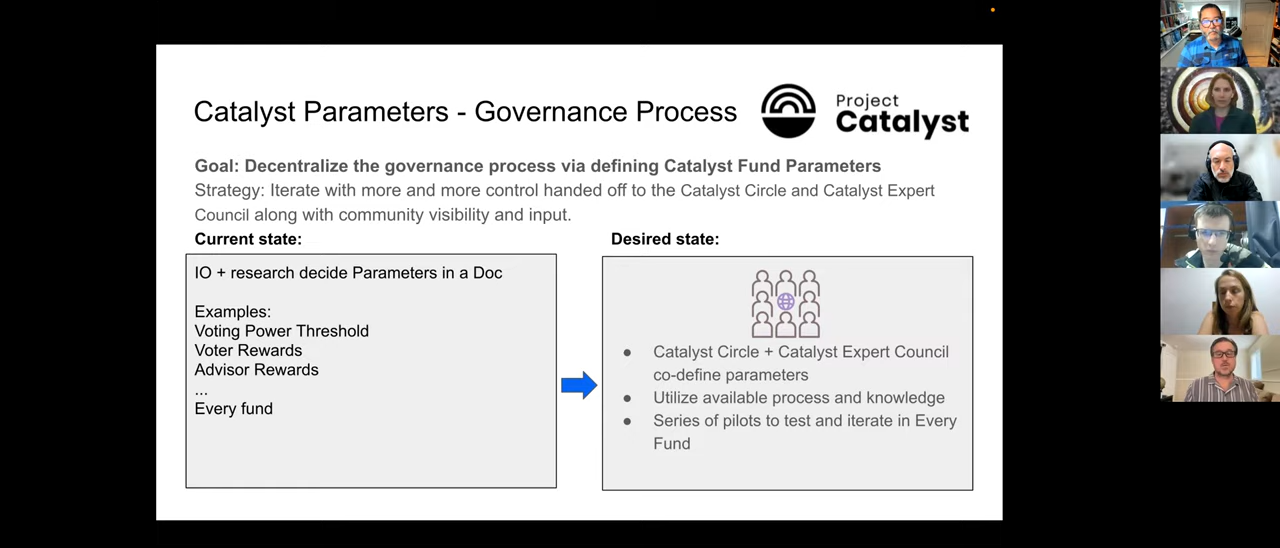 Catalyst Parameters - Governance Process
Project
Catalyst
Goal: Decentralize the governance process via defining Catalyst Fund Parameters
Strategy: Iterate with more and more control handed off to the Catalyst Circle and Catalyst Expert
Council along with community visibility and input.
Current state:
IO + research decide Parameters in a Doc
Examples:
Voting Power Threshold
Voter Rewards
Advisor Rewards
...
Every fund
Desired state:
● Catalyst Circle + Catalyst Expert Council
co-define parameters
● Utilize available process and knowledge
● Series of pilots to test and iterate in Every
Fund